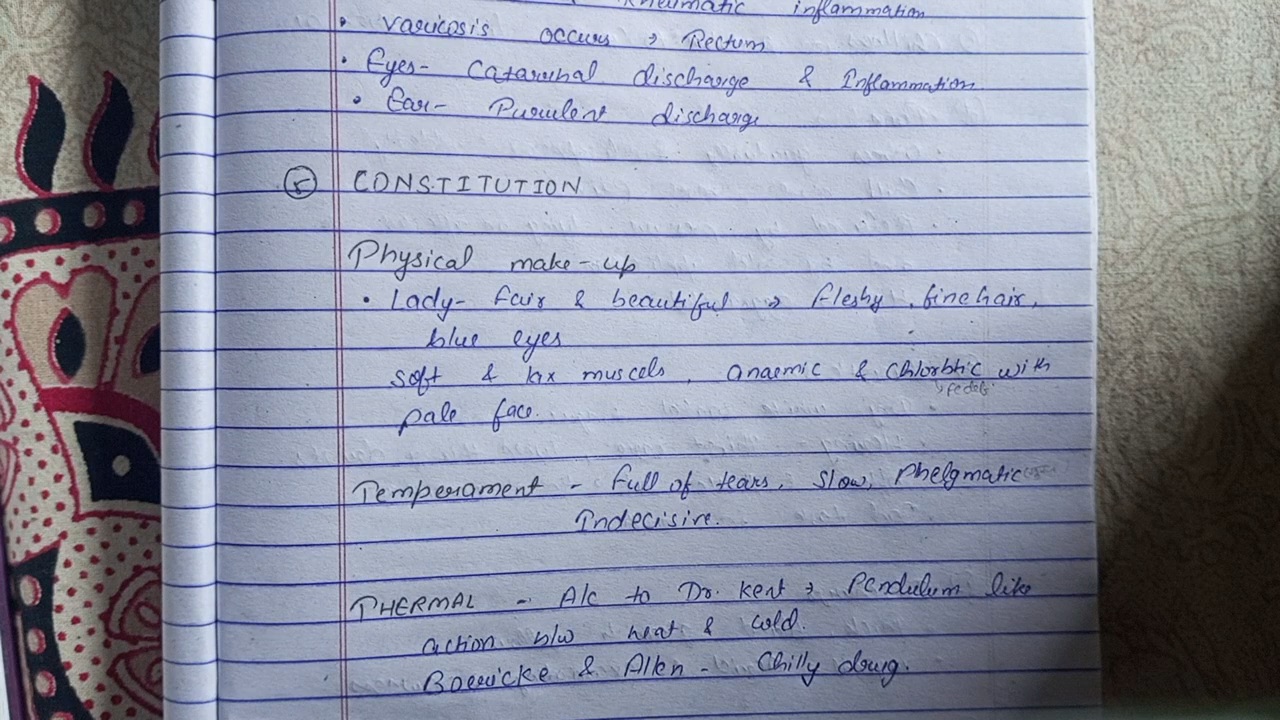 Rheumatic inflammation
• Varicosis occurs → Rectum
• Eyes- Catarrhal discharge & Inflammation
• Ear- Purulent discharge
⑤ CONSTITUTION
Physical make-up
• Lady- Fair & beautiful → fleshy, fine hair,
blue eyes
Soft & lax muscels, anaemic & Chlorotic with
pale face.
Temperament - full of tears, Slow, Phelgmatic
Indecisive.
THERMAL - A/c to Dr. Kent → Pendulum like
action b/w heat & cold.
Boericke & Allen - Chilly drug.